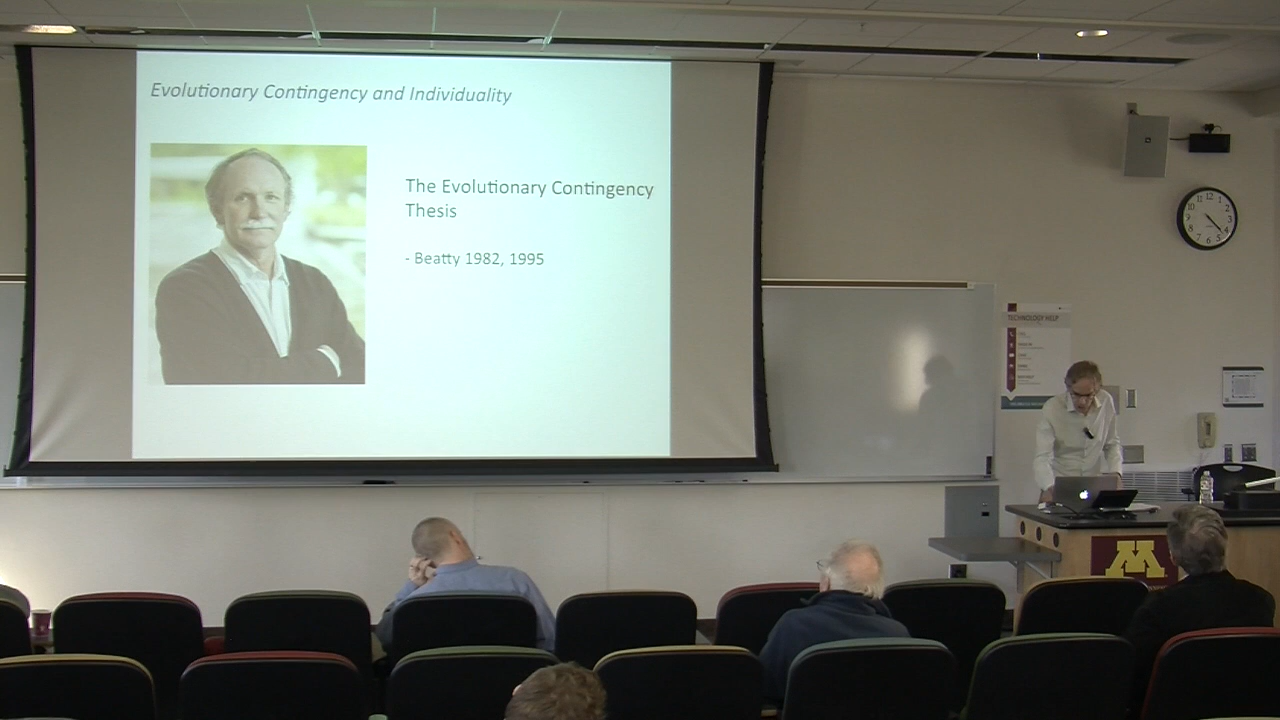 Evolutionary Contingency and Individuality
The Evolutionary Contingency
Thesis
- Beatty 1982, 1995
TECHNOLOGY HELP
M